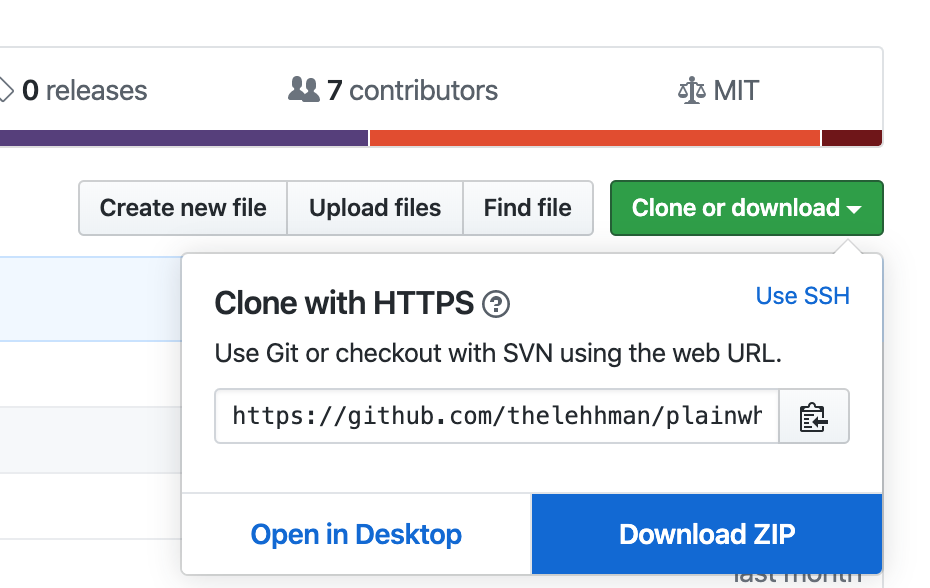 0 releases 7 contributors MIT
Create new file Upload files Find file Clone or download
Clone with HTTPS ? Use SSH
Use Git or checkout with SVN using the web URL.
https://github.com/thelehhman/plainwh
Open in Desktop Download ZIP
last month